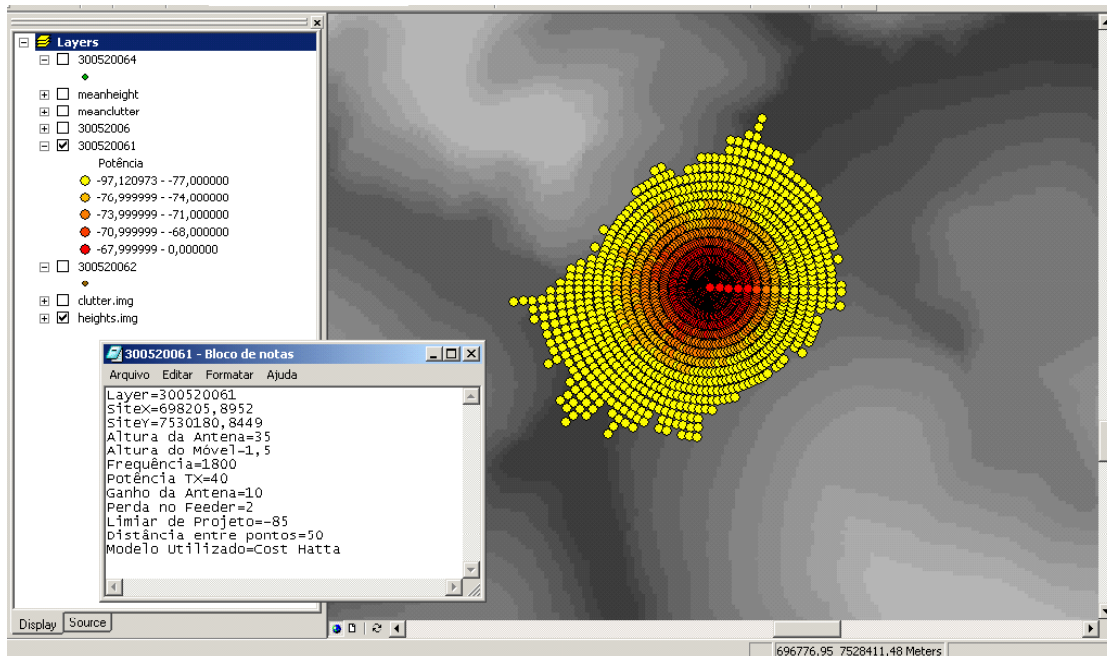 Layers
300520064
meanheight
meanclutter
30052006
300520061
Potência
-97,120973 - -77,000000
-76,999999 - -74,000000
-73,999999 - -71,000000
-70,999999 - -68,000000
-67,999999 - 0,000000
300520062
clutter.img
heights.img
300520061 - Bloco de notas
Arquivo Editar Formatar Ajuda
Layer=300520061
SiteX=698205,8952
SiteY=7530180,8449
Altura da Antena=35
Altura do Móvel-1,5
Frequência=1800
Potência TX=40
Ganho da Antena=10
Perda no Feeder=2
Limiar de Projeto=-85
Distância entre pontos=50
Modelo Utilizado=Cost Hatta
Display Source
696776,95 7528411,48 Meters